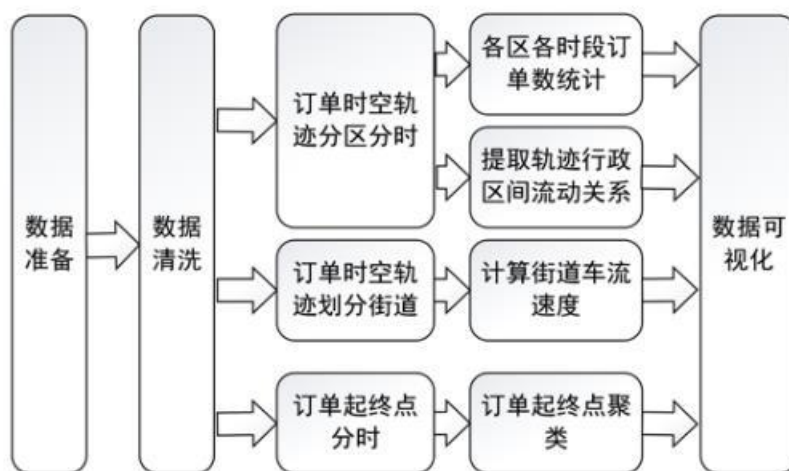 数据
准备
数据
清洗
订单时空轨
迹分区分时
各区各时段订
单数统计
提取轨迹行政
区间流动关系
订单时空轨
迹划分街道
计算街道车流
速度
订单起终点
分时
订单起终点聚
类
数据可
视化